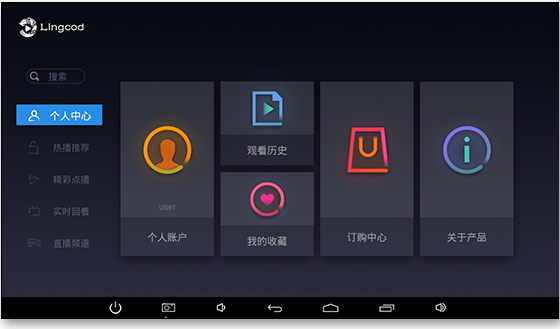 Lingcod
搜索
个人中心
热播推荐
精彩点播
实时回看
直播频道
user
个人账户
观看历史
我的收藏
订购中心
关于产品